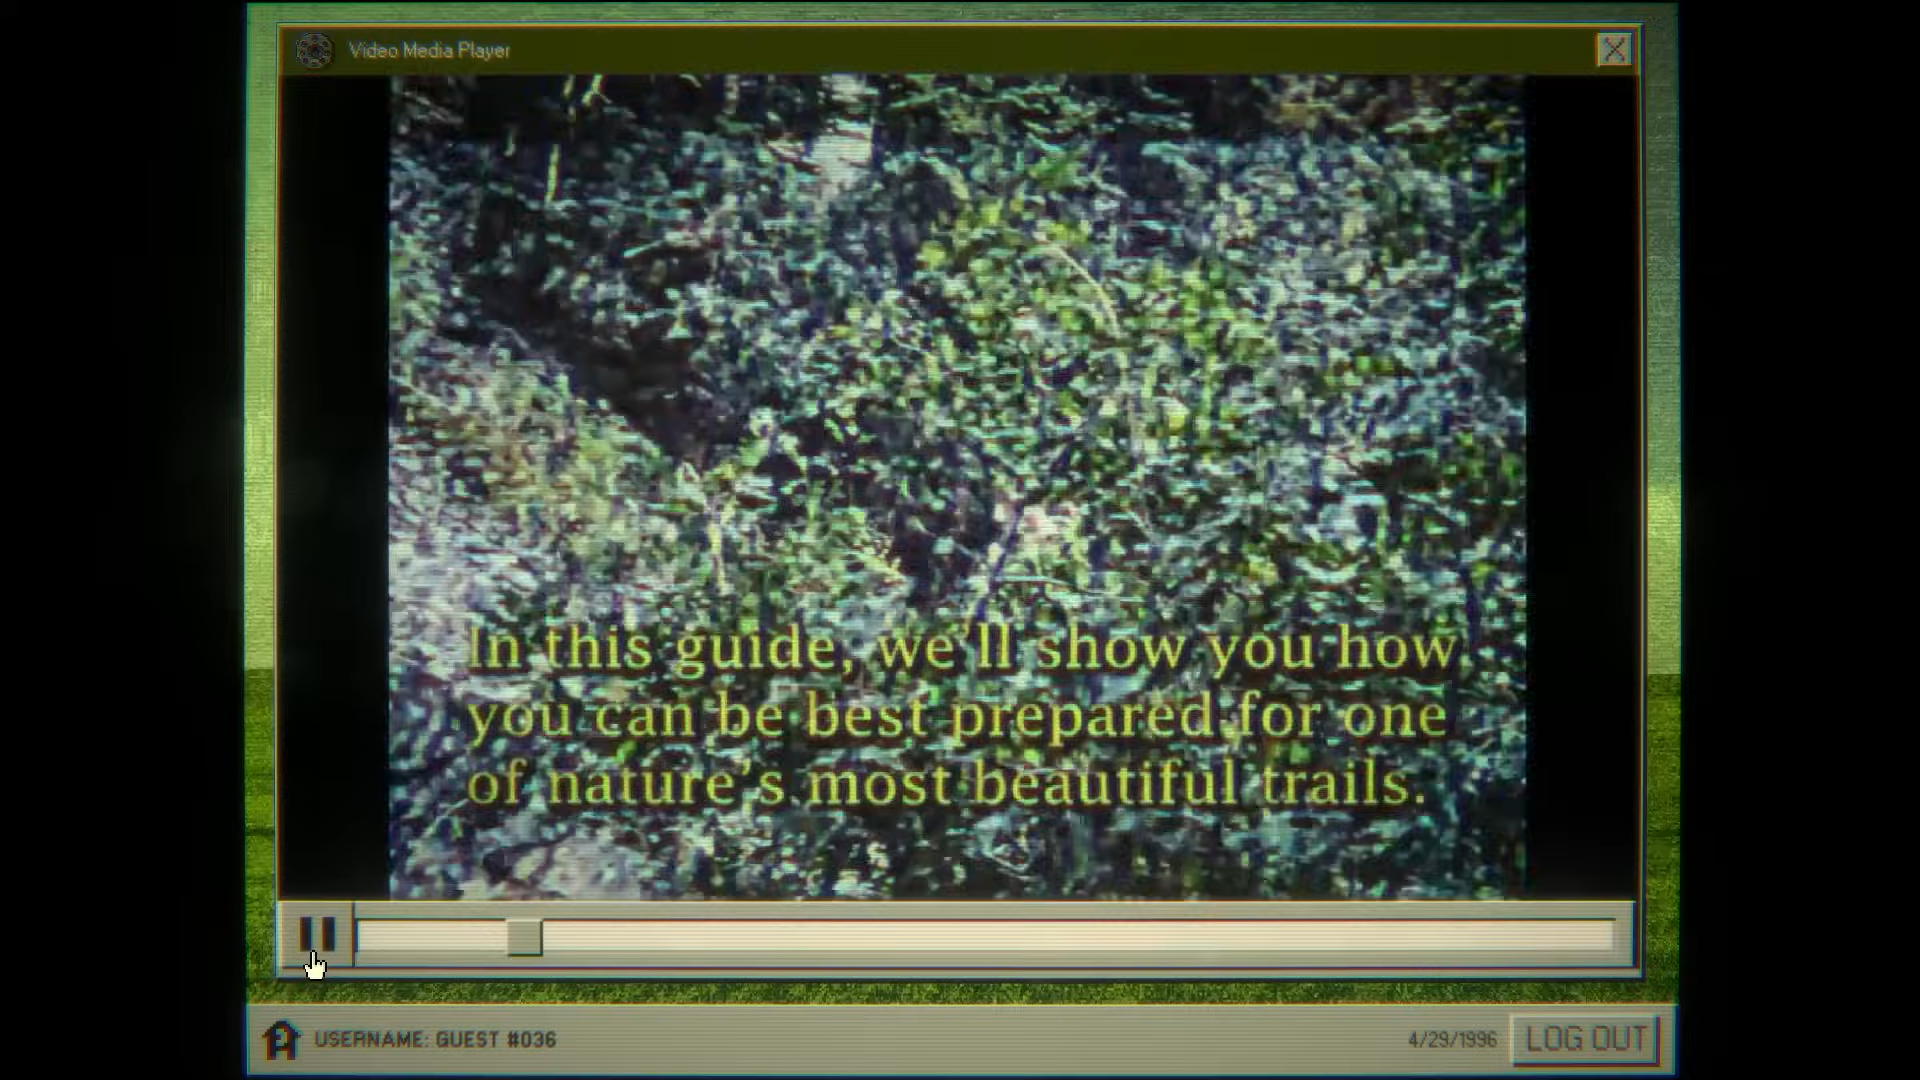 Video Media Player
In this guide, we'll show you how
you can be best prepared for one
of nature's most beautiful trails.
USERNAME: GUEST #036
4/29/1996
LOG OUT